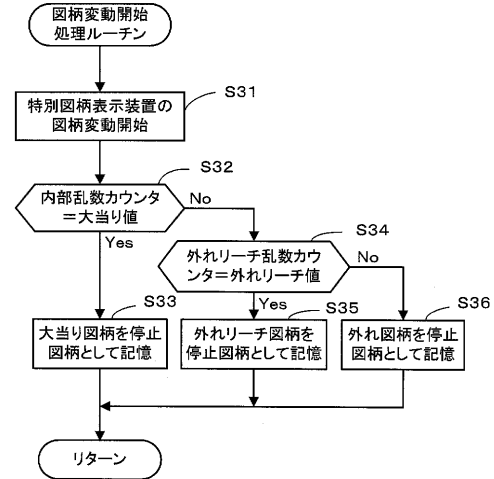 図柄変動開始
処理ルーチン
S31
特別図柄表示装置の
図柄変動開始
S32
内部乱数カウンタ
＝大当り値
No
Yes
S34
外れリーチ乱数カウ
ンタ＝外れリーチ値
No
Yes
S33
大当り図柄を停止
図柄として記憶
S35
外れリーチ図柄を
停止図柄として記憶
S36
外れ図柄を停止
図柄として記憶
リターン